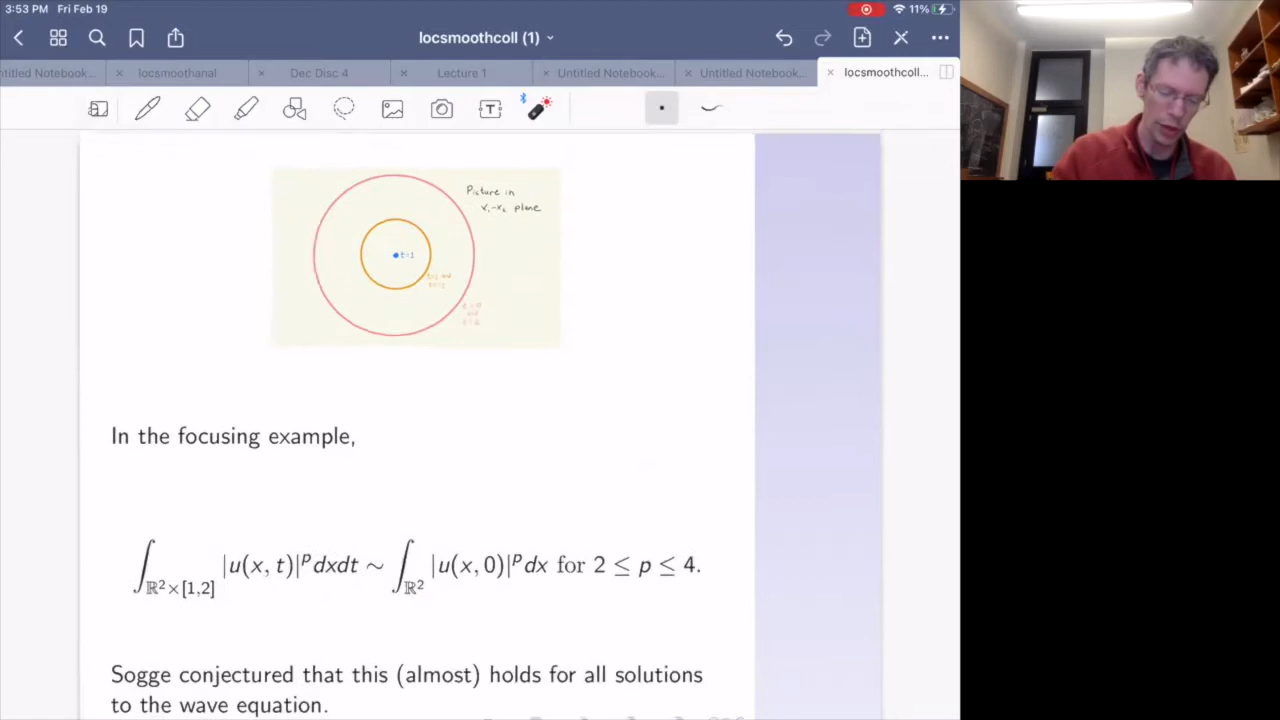 3:53 PM Fri Feb 19
11%
locsmoothcoll (1)
ntitled Notebook...
locsmoothanal
Dec Disc 4
Lecture 1
Untitled Notebook...
Untitled Notebook...
locsmoothcoll...
Picture in
x₁-x₂ plane
t=1
In the focusing example,
∫_{ℝ²×[1,2]} |u(x, t)|^p dxdt ∼ ∫_{ℝ²} |u(x, 0)|^p dx for 2 ≤ p ≤ 4.
Sogge conjectured that this (almost) holds for all solutions
to the wave equation.